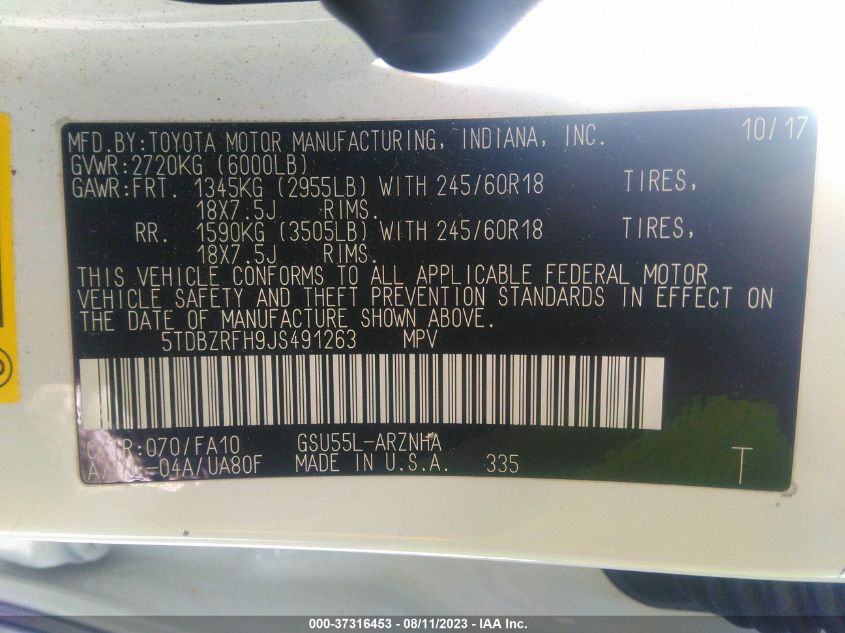 MFD.BY:TOYOTA MOTOR MANUFACTURING, INDIANA, INC. 10/17
GVWR:2720KG (6000LB)
GAWR:FRT. 1345KG (2955LB) WITH 245/60R18 TIRES,
18X7.5J RIMS.
RR. 1590KG (3505LB) WITH 245/60R18 TIRES,
18X7.5J RIMS.
THIS VEHICLE CONFORMS TO ALL APPLICABLE FEDERAL MOTOR
VEHICLE SAFETY AND THEFT PREVENTION STANDARDS IN EFFECT ON
THE DATE OF MANUFACTURE SHOWN ABOVE.
5TDBZRFH9JS491263 MPV
C/TR:070/FA10 GSU55L-ARZNHA
-04A/UA80F MADE IN U.S.A. 335 T
000-37316453 - 08/11/2023 - IAA Inc.